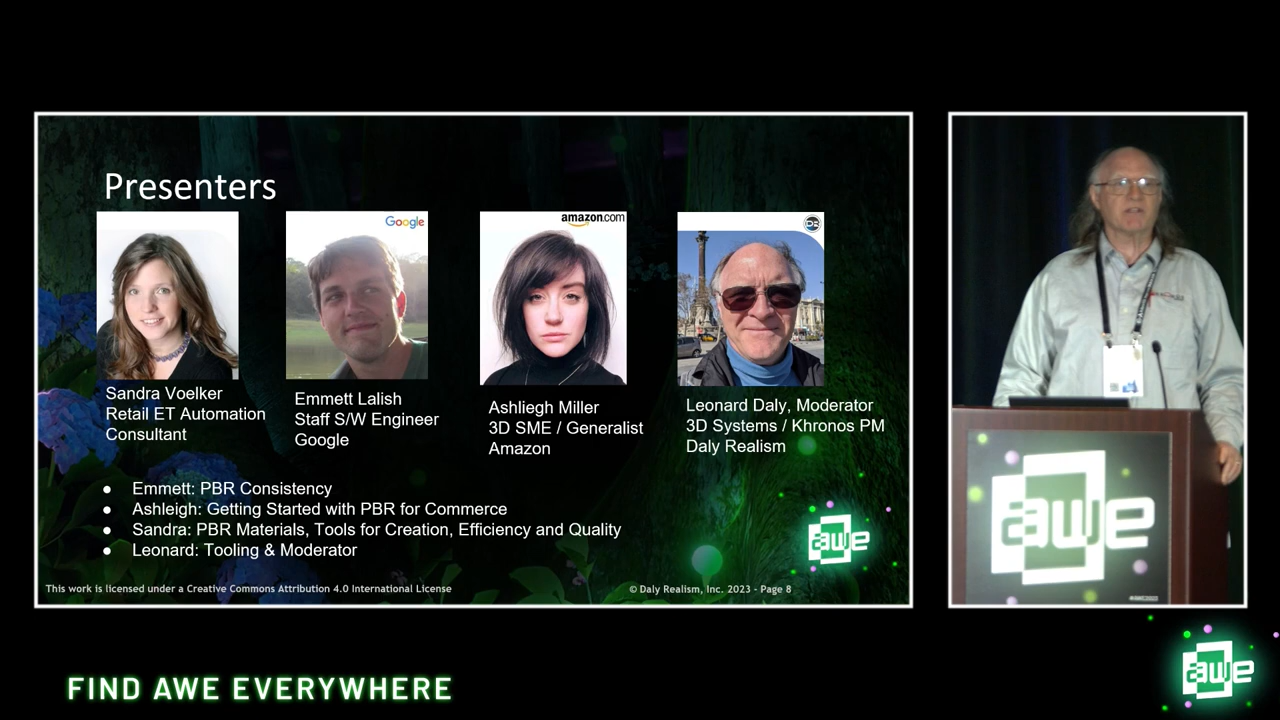 Presenters
Google
amazon.com
Sandra Voelker
Retail ET Automation
Consultant
Emmett Lalish
Staff S/W Engineer
Google
Ashliegh Miller
3D SME / Generalist
Amazon
Leonard Daly, Moderator
3D Systems / Khronos PM
Daly Realism
● Emmett: PBR Consistency
● Ashleigh: Getting Started with PBR for Commerce
● Sandra: PBR Materials, Tools for Creation, Efficiency and Quality
● Leonard: Tooling & Moderator
awe
This work is licensed under a Creative Commons Attribution 4.0 International License
© Daly Realism, Inc. 2023 - Page 8
awe
FIND AWE EVERYWHERE
awe